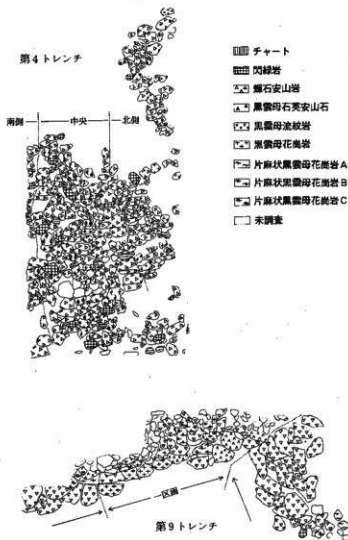 第4トレンチ
南側 中央 北側
チャート
閃緑岩
輝石安山岩
黒雲母石英安山石
黒雲母流紋岩
黒雲母花崗岩
片麻状黒雲母花崗岩A
片麻状黒雲母花崗岩B
片麻状黒雲母花崗岩C
未調査
一区画
第9トレンチ